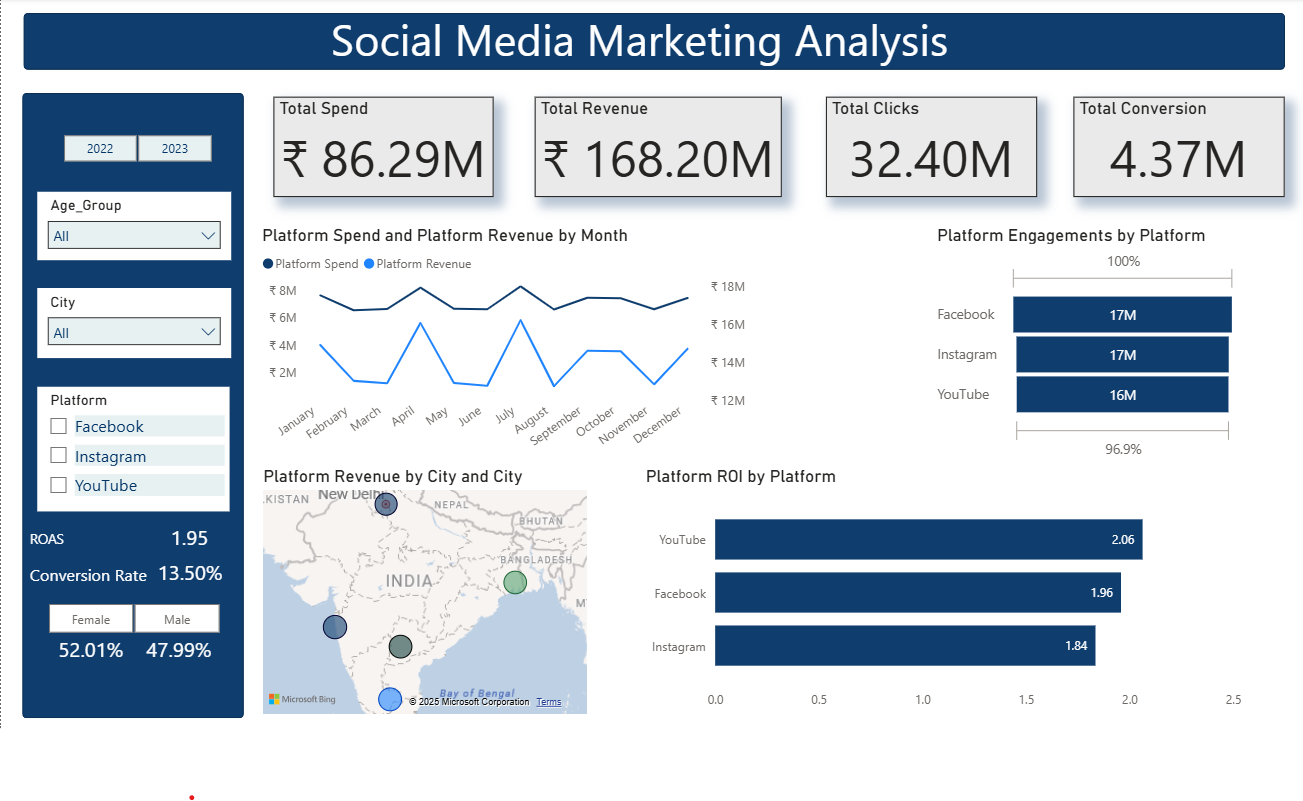 Social Media Marketing Analysis
2022
2023
Age_Group
All
City
All
Platform
Facebook
Instagram
YouTube
ROAS 1.95
Conversion Rate 13.50%
Female
Male
52.01%
47.99%
Total Spend
₹ 86.29M
Total Revenue
₹ 168.20M
Total Clicks
32.40M
Total Conversion
4.37M
Platform Spend and Platform Revenue by Month
Platform Spend
Platform Revenue
₹ 8M
₹ 6M
₹ 4M
₹ 2M
₹ 18M
₹ 16M
₹ 14M
₹ 12M
January
February
March
April
May
June
July
August
September
October
November
December
Platform Engagements by Platform
100%
Facebook 17M
Instagram 17M
YouTube 16M
96.9%
Platform Revenue by City and City
KISTAN
New Delhi
NEPAL
BHUTAN
BANGLADESH
INDIA
Bay of Bengal
Microsoft Bing
© 2025 Microsoft Corporation Terms
Platform ROI by Platform
YouTube 2.06
Facebook 1.96
Instagram 1.84
0.0
0.5
1.0
1.5
2.0
2.5